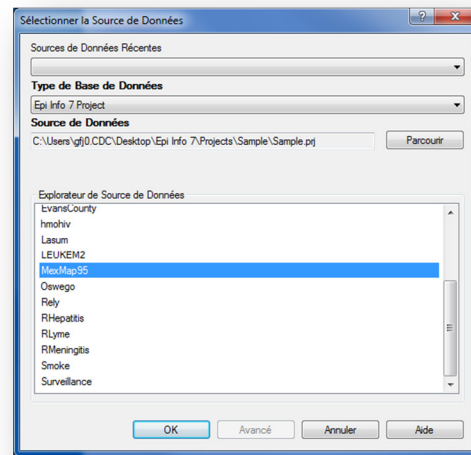 Sélectionner la Source de Données
Sources de Données Récentes
Type de Base de Données
Epi Info 7 Project
Source de Données
C:\Users\gfj0.CDC\Desktop\Epi Info 7\Projects\Sample\Sample.prj
Parcourir
Explorateur de Source de Données
EvansCounty
hmohiv
Lasum
LEUKEM2
MexMap95
Oswego
Rely
RHepatitis
RLyme
RMeningitis
Smoke
Surveillance
OK Avancé Annuler Aide